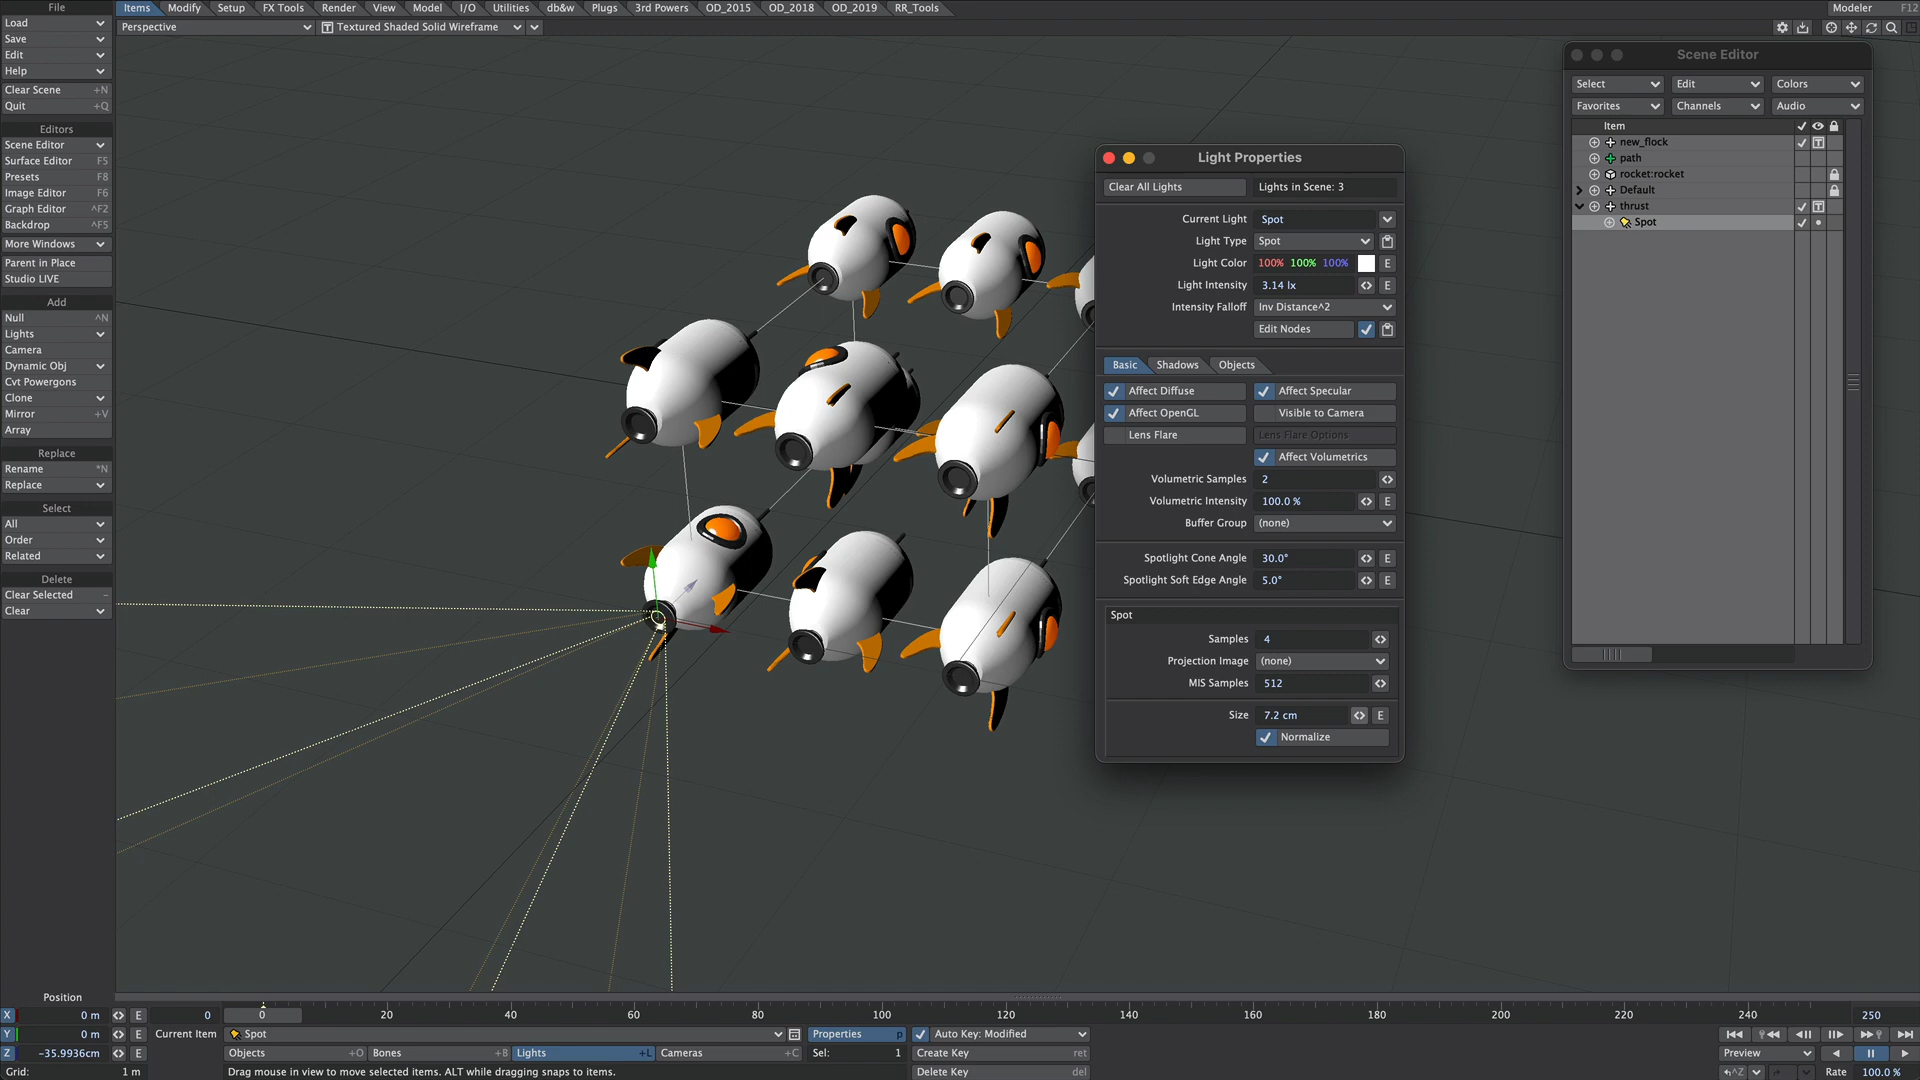 File
Items Modify Setup FX Tools Render View Model I/O Utilities db&w Plugs 3rd Powers OD_2015 OD_2018 OD_2019 RR_Tools
Modeler F12
Load
Save
Edit
Help
Clear Scene +N
Quit +Q
Editors
Scene Editor
Surface Editor F5
Presets F8
Image Editor F6
Graph Editor ^F2
Backdrop ^F5
More Windows
Parent in Place
Studio LIVE
Add
Null ^N
Lights
Camera
Dynamic Obj
Cvt Powergons
Clone
Mirror +V
Array
Replace
Rename *N
Replace
Select
All
Order
Related
Delete
Clear Selected −
Clear
Perspective
T Textured Shaded Solid Wireframe
Light Properties
Clear All Lights Lights in Scene: 3
Current Light Spot
Light Type Spot
Light Color 100% 100% 100% E
Light Intensity 3.14 lx E
Intensity Falloff Inv Distance^2
Edit Nodes
Basic Shadows Objects
Affect Diffuse Affect Specular
Affect OpenGL Visible to Camera
Lens Flare Lens Flare Options
Affect Volumetrics
Volumetric Samples 2
Volumetric Intensity 100.0 % E
Buffer Group (none)
Spotlight Cone Angle 30.0° E
Spotlight Soft Edge Angle 5.0° E
Spot
Samples 4
Projection Image (none)
MIS Samples 512
Size 7.2 cm E
Normalize
Scene Editor
Select Edit Colors
Favorites Channels Audio
Item
new_flock T
path
rocket:rocket
Default
thrust T
Spot
Position
X 0 m E 0
Y 0 m E Current Item Spot
Z -35.9936cm E
Grid: 1 m
0 20 40 60 80 100 120 140 160 180 200 220 240 250
Properties p Auto Key: Modified
Objects +O Bones +B Lights +L Cameras +C Sel: 1 Create Key ret
Drag mouse in view to move selected items. ALT while dragging snaps to items. Delete Key del
Preview
^Z Rate 100.0 %